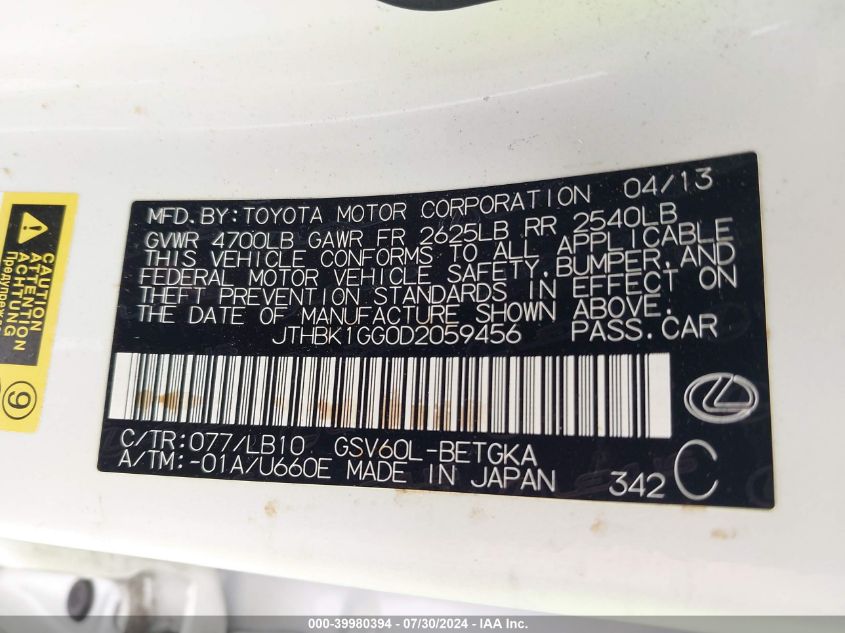 MFD.BY:TOYOTA MOTOR CORPORATION 04/13
GVWR 4700LB GAWR FR 2625LB RR 2540LB
THIS VEHICLE CONFORMS TO ALL APPLICABLE
FEDERAL MOTOR VEHICLE SAFETY,BUMPER,AND
THEFT PREVENTION STANDARDS IN EFFECT ON
THE DATE OF MANUFACTURE SHOWN ABOVE.
JTHBK1GG0D2059456 PASS.CAR
C/TR:077/LB10 GSV60L-BETGKA
A/TM:-01A/U660E MADE IN JAPAN
342 C
CAUTION
ATTENTION
ACHTUNG
9
000-39980394 - 07/30/2024 - IAA Inc.